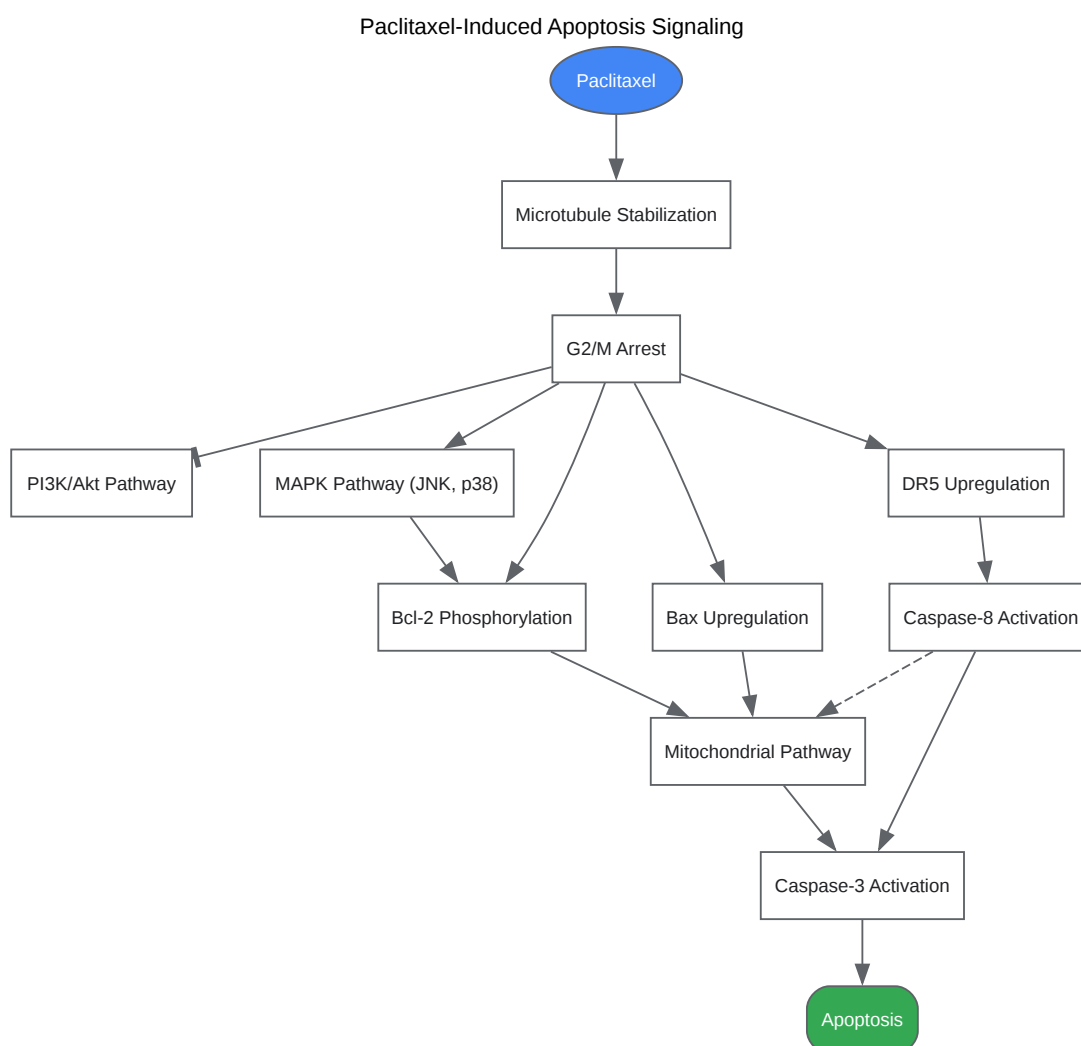 Paclitaxel-Induced Apoptosis Signaling
Paclitaxel
Microtubule Stabilization
G2/M Arrest
PI3K/Akt Pathway
MAPK Pathway (JNK, p38)
DR5 Upregulation
Bcl-2 Phosphorylation
Bax Upregulation
Caspase-8 Activation
Mitochondrial Pathway
Caspase-3 Activation
Apoptosis